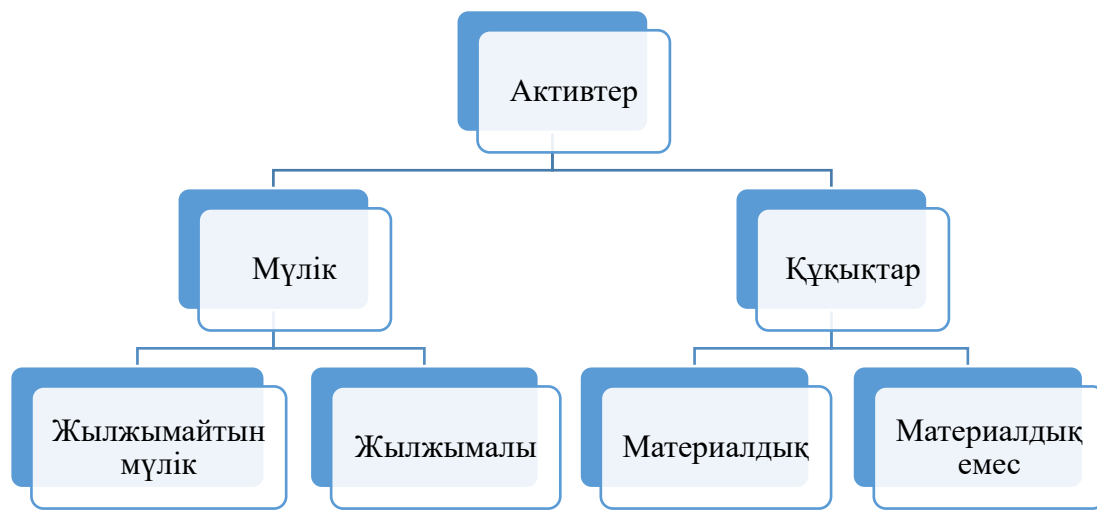 Активтер
Мүлік
Құқықтар
Жылжымайтын
мүлік
Жылжымалы
Материалдық
Материалдық
емес